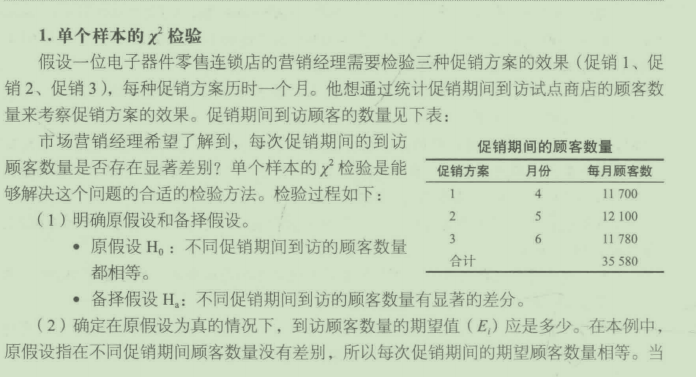 1. 单个样本的 χ² 检验
假设一位电子器件零售连锁店的营销经理需要检验三种促销方案的效果（促销 1、促
销 2、促销 3），每种促销方案历时一个月。他想通过统计促销期间到访试点商店的顾客数
量来考察促销方案的效果。促销期间到访顾客的数量见下表：
市场营销经理希望了解到，每次促销期间的到访
顾客数量是否存在显著差别？单个样本的 χ² 检验是能
够解决这个问题的合适的检验方法。检验过程如下：
（1）明确原假设和备择假设。
• 原假设 H₀：不同促销期间到访的顾客数量
都相等。
促销期间的顾客数量
促销方案 月份 每月顾客数
1 4 11 700
2 5 12 100
3 6 11 780
合计 35 580
• 备择假设 Hₐ：不同促销期间到访的顾客数量有显著的差分。
（2）确定在原假设为真的情况下，到访顾客数量的期望值（Eᵢ）应是多少。在本例中，
原假设指在不同促销期间顾客数量没有差别，所以每次促销期间的期望顾客数量相等。当